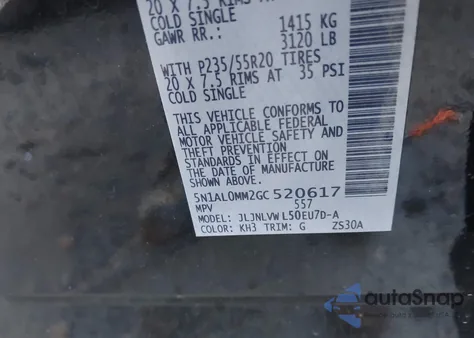 20 X 7.5 RIMS AT
COLD SINGLE
GAWR RR.: 1415 KG
3120 LB
WITH P235/55R20 TIRES
20 X 7.5 RIMS AT 35 PSI
COLD SINGLE
THIS VEHICLE CONFORMS TO
ALL APPLICABLE FEDERAL
MOTOR VEHICLE SAFETY AND
THEFT PREVENTION
STANDARDS IN EFFECT ON
THE DATE OF MANUFACTURE
SHOWN ABOVE.
5N1AL0MM2GC520617
MPV 557
MODEL: JLJNLVWL50EU7D-A
COLOR: KH3 TRIM: G ZS30A
autoSnap